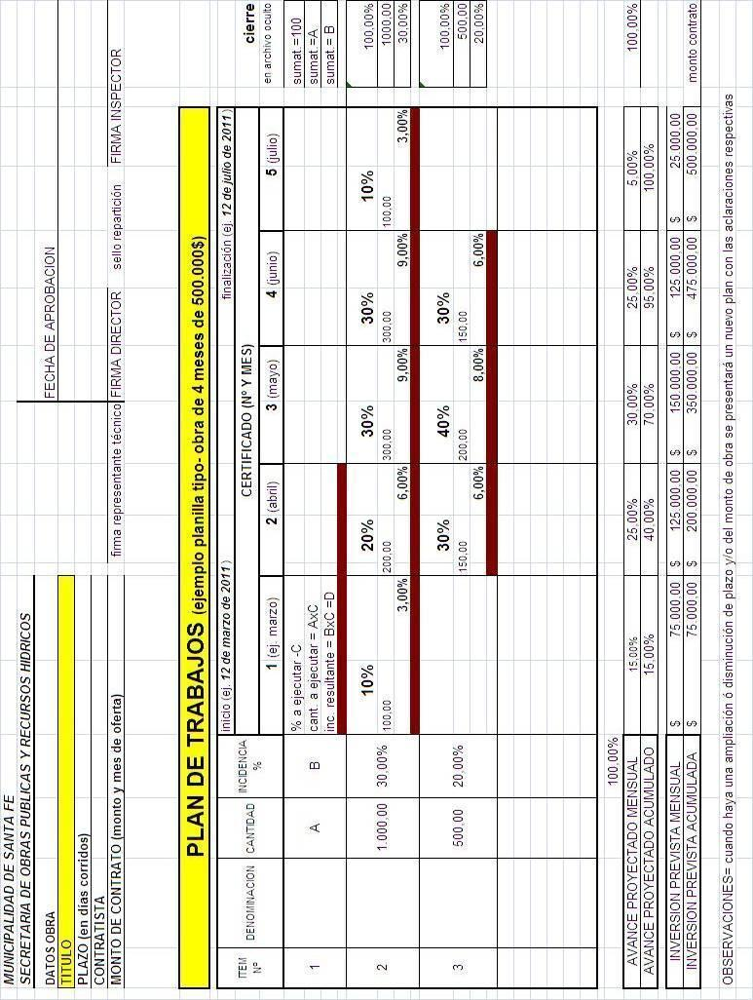 MUNICIPALIDAD DE SANTA FE
SECRETARIA DE OBRAS PUBLICAS Y RECURSOS HIDRICOS
DATOS OBRA FECHA DE APROBACION
TITULO
PLAZO (en días corridos)
CONTRATISTA
MONTO DE CONTRATO (monto y mes de oferta) firma representante técnico FIRMA DIRECTOR sello repartición FIRMA INSPECTOR
PLAN DE TRABAJOS (ejemplo planilla tipo- obra de 4 meses de 500.000$)
inicio (ej. 12 de marzo de 2011) finalización (ej. 12 de julio de 2011)
ITEM Nº DENOMINACION CANTIDAD INCIDENCIA % CERTIFICADO (Nº Y MES) cierre
1 (ej. marzo) 2 (abril) 3 (mayo) 4 (junio) 5 (julio) en archivo oculto
% a ejecutar -C sumat.=100
1 A B cant. a ejecutar = AxC sumat.=A
inc. resultante = BxC =D sumat.= B
10% 20% 30% 30% 10% 100,00%
2 1.000,00 30,00% 100,00 200,00 300,00 300,00 100,00 1000,00
3,00% 6,00% 9,00% 9,00% 3,00% 30,00%
30% 40% 30% 100,00%
3 500,00 20,00% 150,00 200,00 150,00 500,00
6,00% 8,00% 6,00% 20,00%
100,00%
AVANCE PROYECTADO MENSUAL 15,00% 25,00% 30,00% 25,00% 5,00% 100,00%
AVANCE PROYECTADO ACUMULADO 15,00% 40,00% 70,00% 95,00% 100,00%
INVERSION PREVISTA MENSUAL $ 75.000,00 $ 125.000,00 $ 150.000,00 $ 125.000,00 $ 25.000,00
INVERSION PREVISTA ACUMULADA $ 75.000,00 $ 200.000,00 $ 350.000,00 $ 475.000,00 $ 500.000,00 monto contrato
OBSERVACIONES= cuando haya una ampliación ó disminución de plazo y/o del monto de obra se presentará un nuevo plan con las aclaraciones respectivas